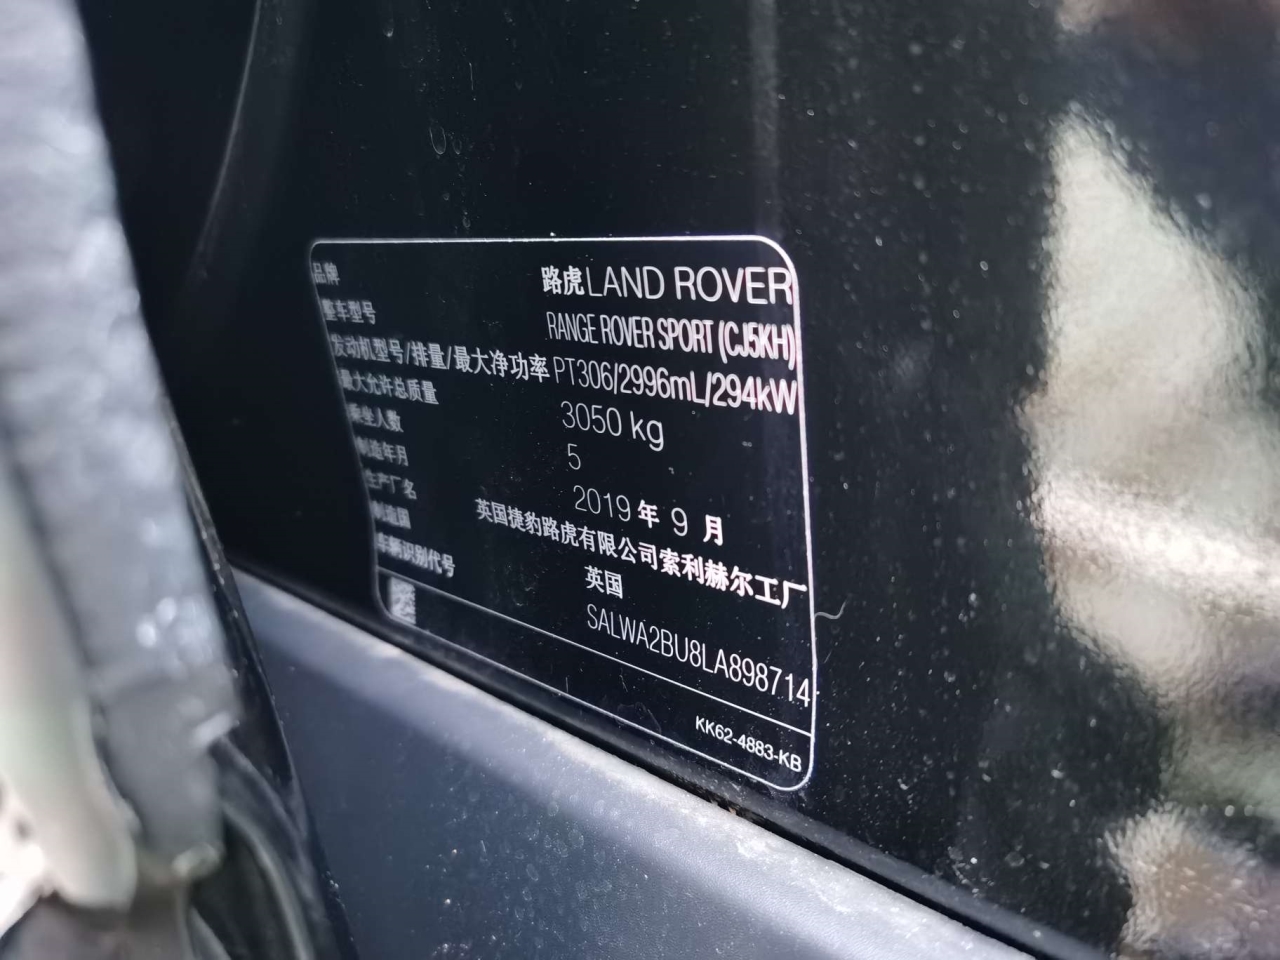 品牌 路虎LAND ROVER
整车型号 RANGE ROVER SPORT (CJ5KH)
发动机型号/排量/最大净功率 PT306/2996mL/294kW
最大允许总质量 3050 kg
乘坐人数 5
制造年月 2019 年 9 月
生产厂名 英国捷豹路虎有限公司索利赫尔工厂
制造国 英国
车辆识别代号 SALWA2BU8LA898714
KK62-4883-KB